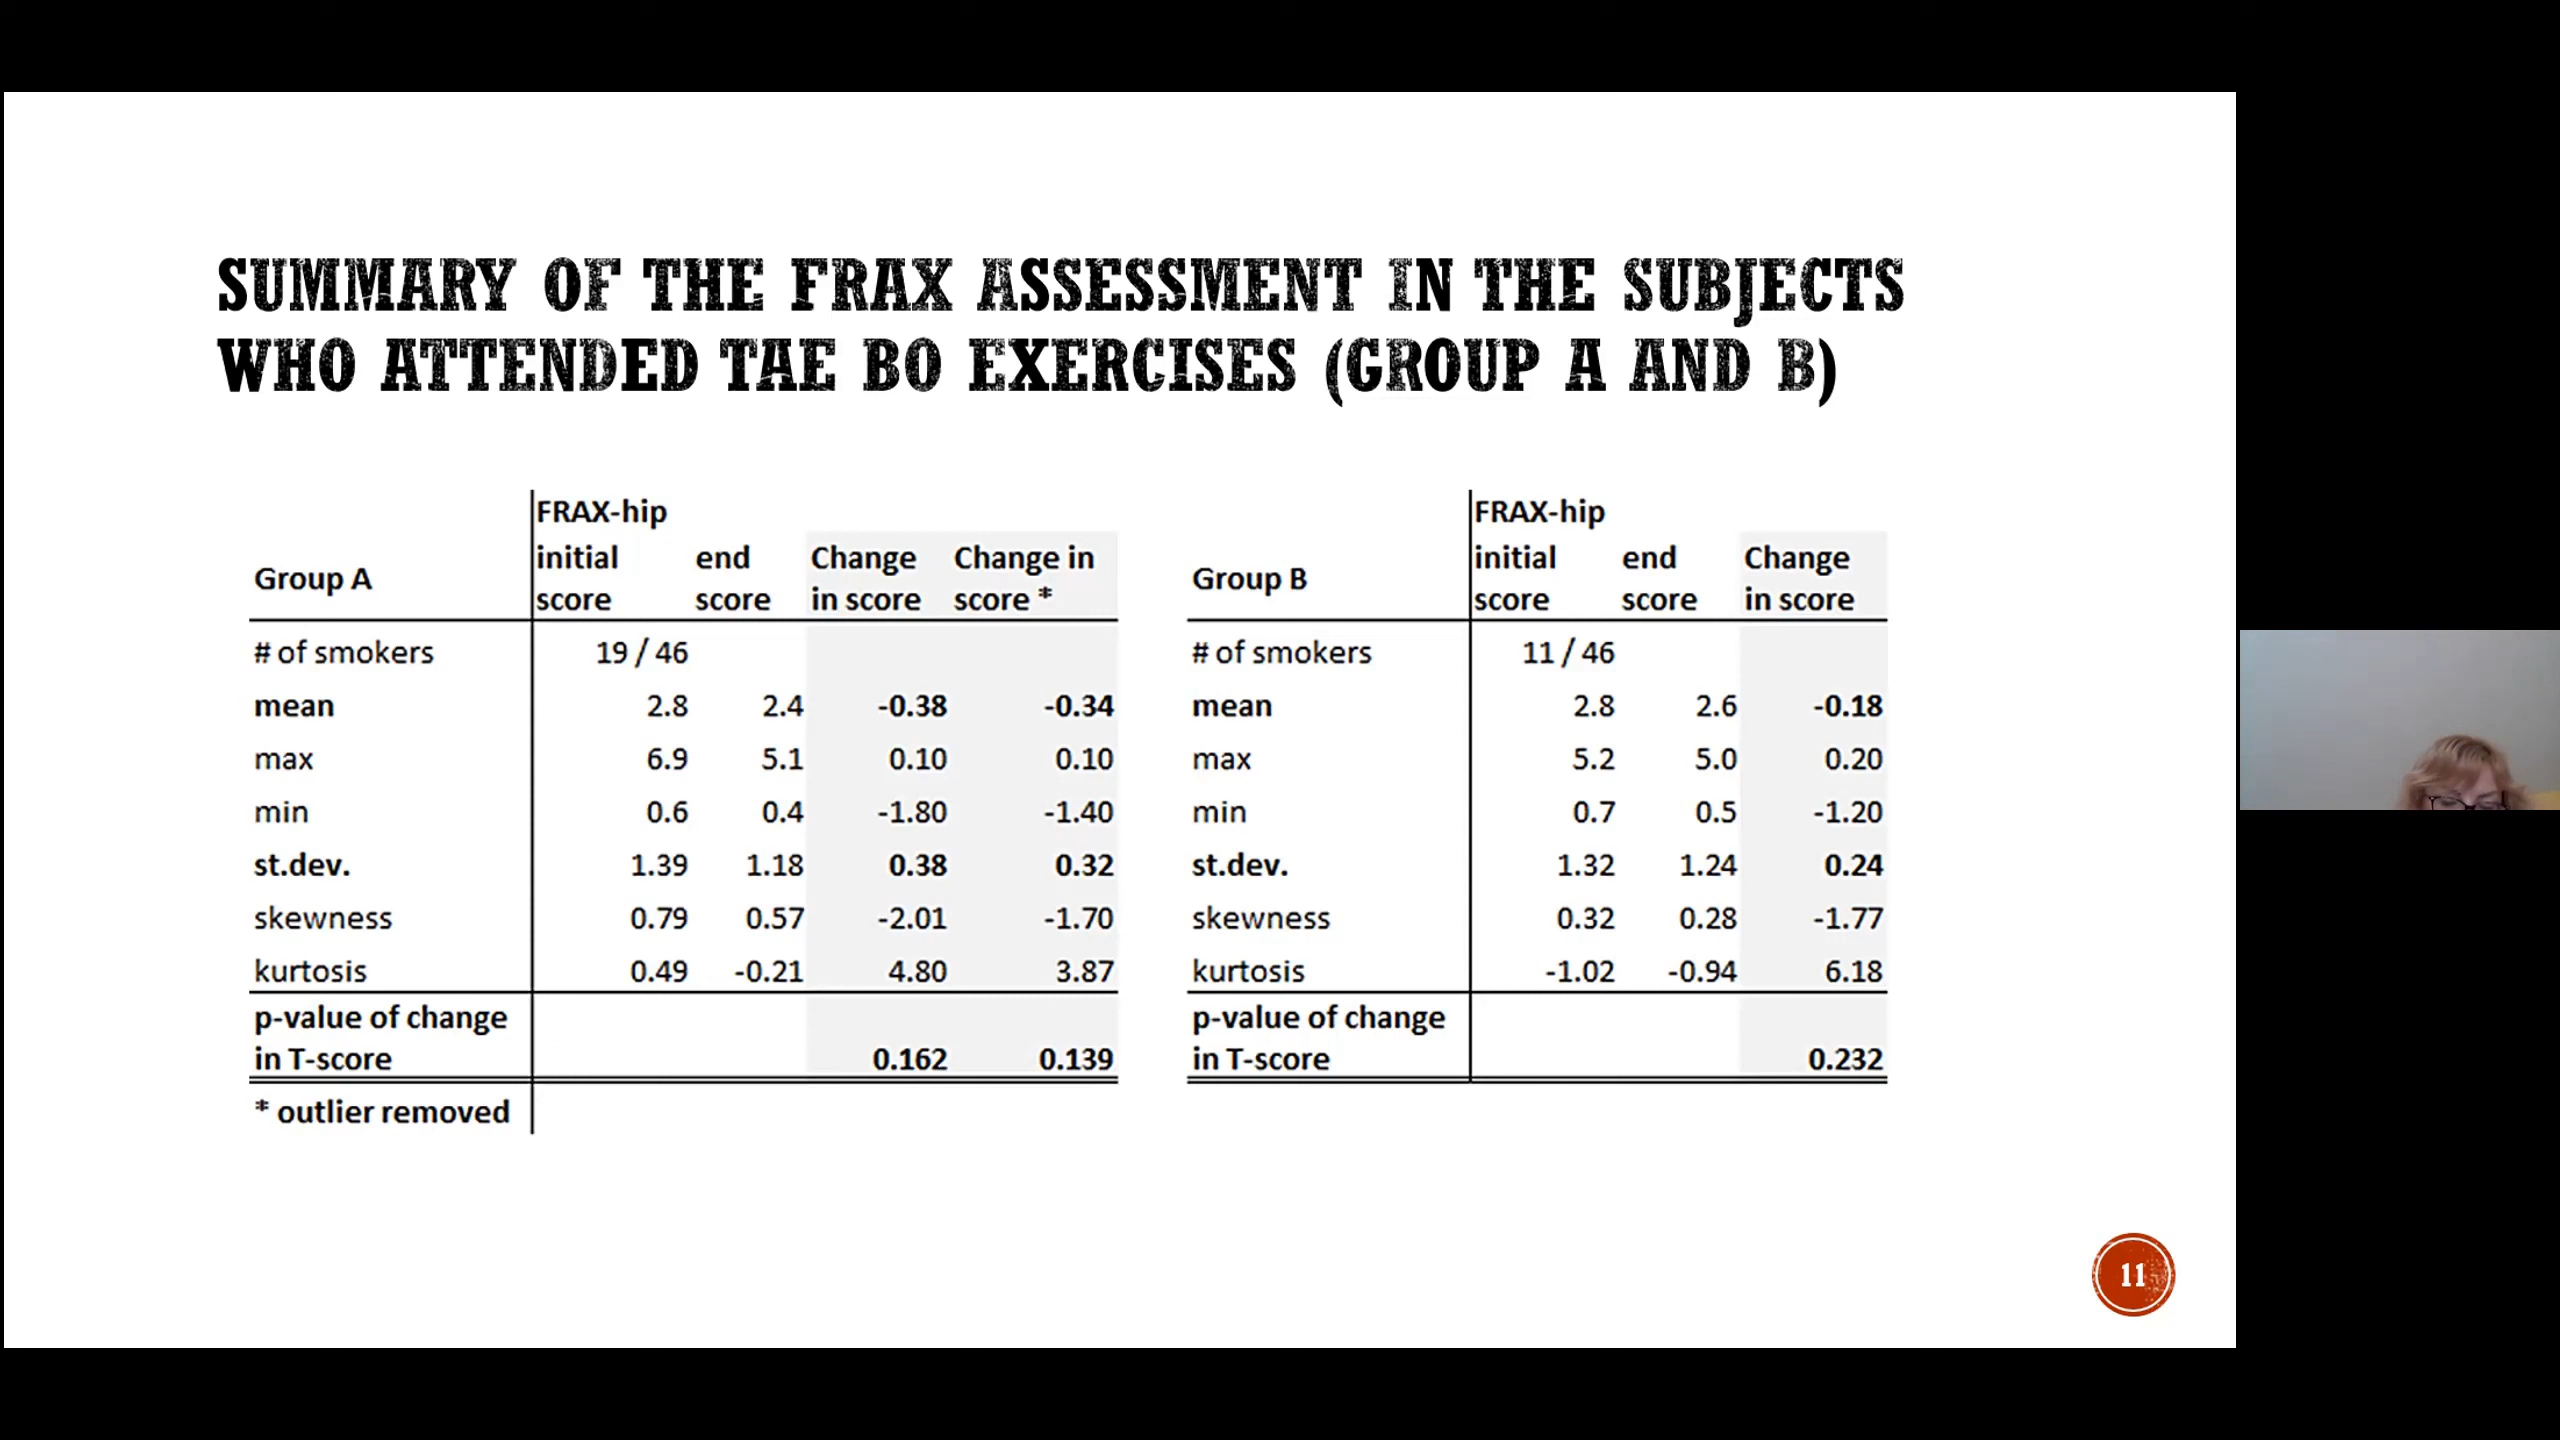 SUMMARY OF THE FRAX ASSESSMENT IN THE SUBJECTS
WHO ATTENDED TAE BO EXERCISES (GROUP A AND B)
FRAX-hip
Group A initial score end score Change in score Change in score *
# of smokers 19 / 46
mean 2.8 2.4 -0.38 -0.34
max 6.9 5.1 0.10 0.10
min 0.6 0.4 -1.80 -1.40
st.dev. 1.39 1.18 0.38 0.32
skewness 0.79 0.57 -2.01 -1.70
kurtosis 0.49 -0.21 4.80 3.87
p-value of change
in T-score 0.162 0.139
* outlier removed
FRAX-hip
Group B initial score end score Change in score
# of smokers 11 / 46
mean 2.8 2.6 -0.18
max 5.2 5.0 0.20
min 0.7 0.5 -1.20
st.dev. 1.32 1.24 0.24
skewness 0.32 0.28 -1.77
kurtosis -1.02 -0.94 6.18
p-value of change
in T-score 0.232
11